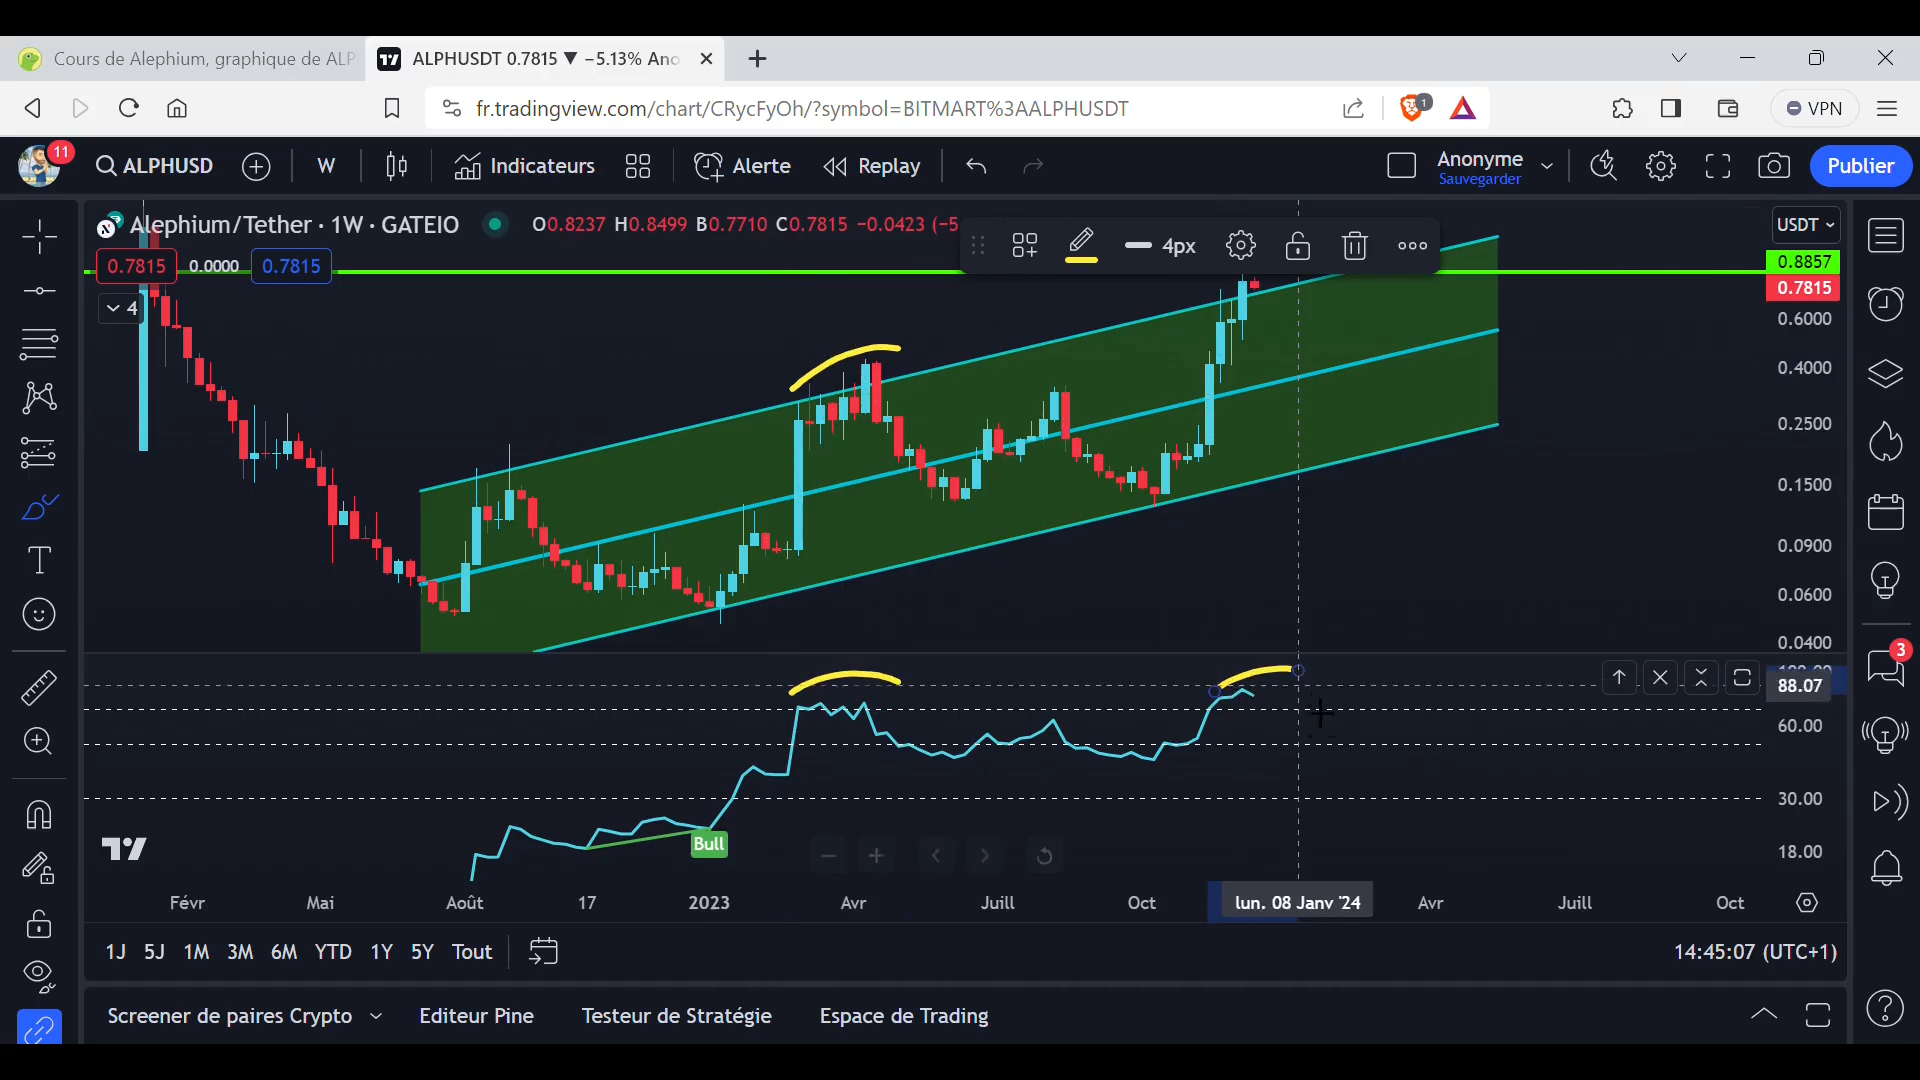 Cours de Alephium, graphique de ALP
ALPHUSDT 0.7815 ▼ −5.13% Ano
fr.tradingview.com/chart/CRycFyOh/?symbol=BITMART%3AALPHUSDT
1
VPN
11
ALPHUSD
W
Indicateurs
Alerte
Replay
Anonyme
Sauvegarder
Publier
Alephium/Tether · 1W · GATEIO
O0.8237 H0.8499 B0.7710 C0.7815 −0.0423 (−5
4px
USDT
0.7815
0.0000
0.7815
0.8857
0.7815
4
0.6000
0.4000
0.2500
0.1500
0.0900
0.0600
0.0400
88.07
60.00
30.00
18.00
Bull
3
Févr
Mai
Août
17
2023
Avr
Juill
Oct
lun. 08 Janv '24
Avr
Juill
Oct
1J
5J
1M
3M
6M
YTD
1Y
5Y
Tout
14:45:07 (UTC+1)
Screener de paires Crypto
Editeur Pine
Testeur de Stratégie
Espace de Trading